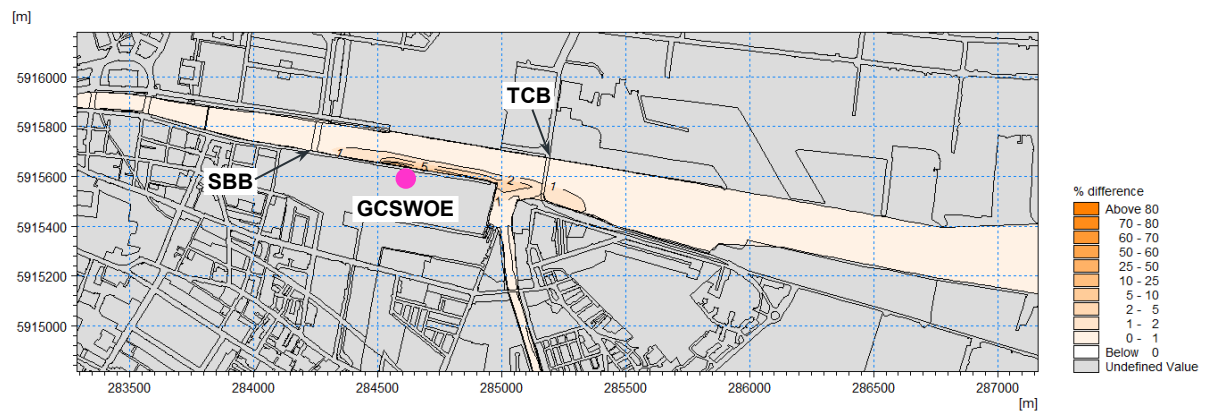 [m]
5916000
5915800
5915600
5915400
5915200
5915000
TCB
SBB
GCSWOE
1
5
2
1
1
283500 284000 284500 285000 285500 286000 286500 287000
[m]
% difference
Above 80
70 - 80
60 - 70
50 - 60
25 - 50
10 - 25
5 - 10
2 - 5
1 - 2
0 - 1
Below 0
Undefined Value